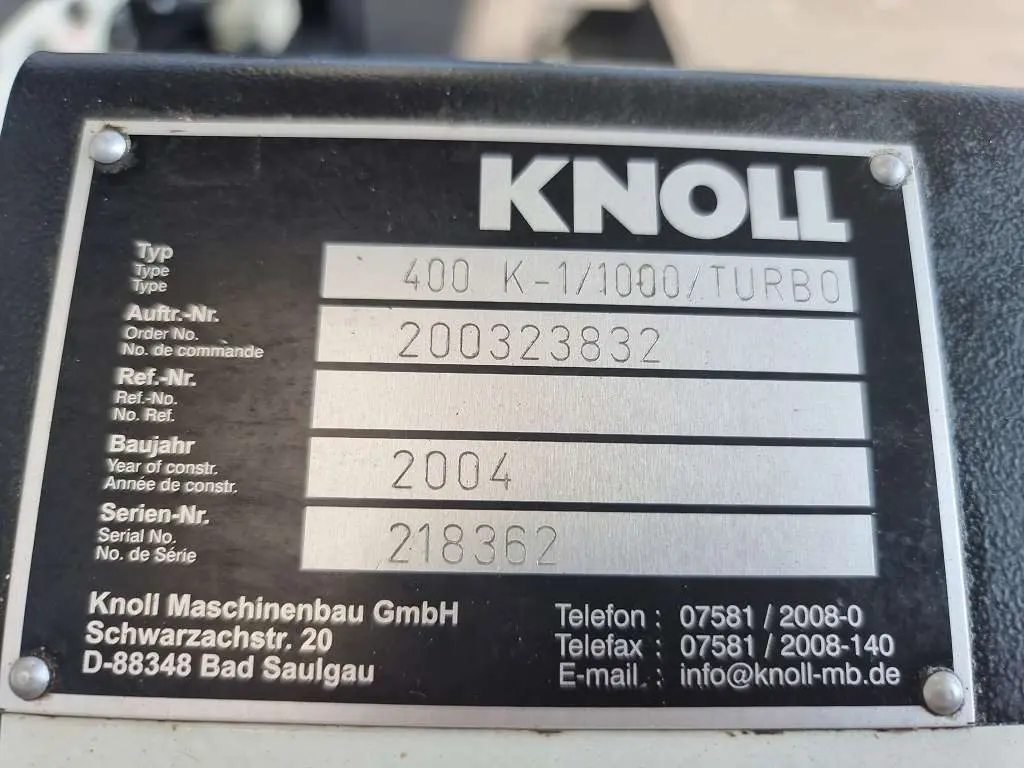 KNOLL
Typ
Type
Type
400 K-1/1000/TURBO
Auftr.-Nr.
Order No.
No. de commande
200323832
Ref.-Nr.
Ref.-No.
No. Ref.
Baujahr
Year of constr.
Année de constr.
2004
Serien-Nr.
Serial No.
No. de Série
218362
Knoll Maschinenbau GmbH
Schwarzachstr. 20
D-88348 Bad Saulgau
Telefon : 07581 / 2008-0
Telefax : 07581 / 2008-140
E-mail : info@knoll-mb.de